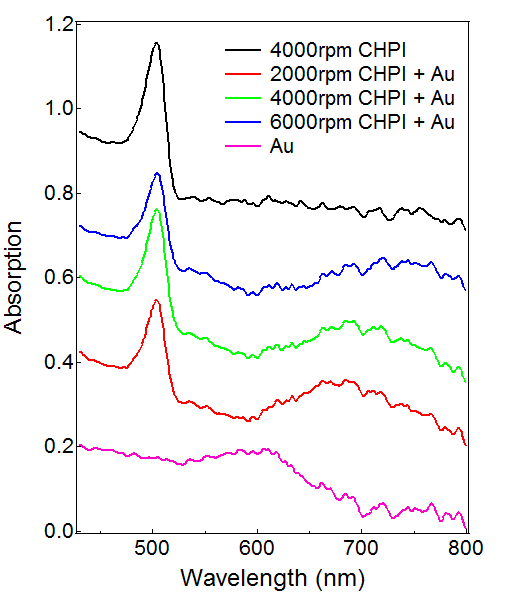 1.2
1.0
0.8
0.6
0.4
0.2
0.0
Absorption
4000rpm CHPI
2000rpm CHPI + Au
4000rpm CHPI + Au
6000rpm CHPI + Au
Au
500 600 700 800
Wavelength (nm)